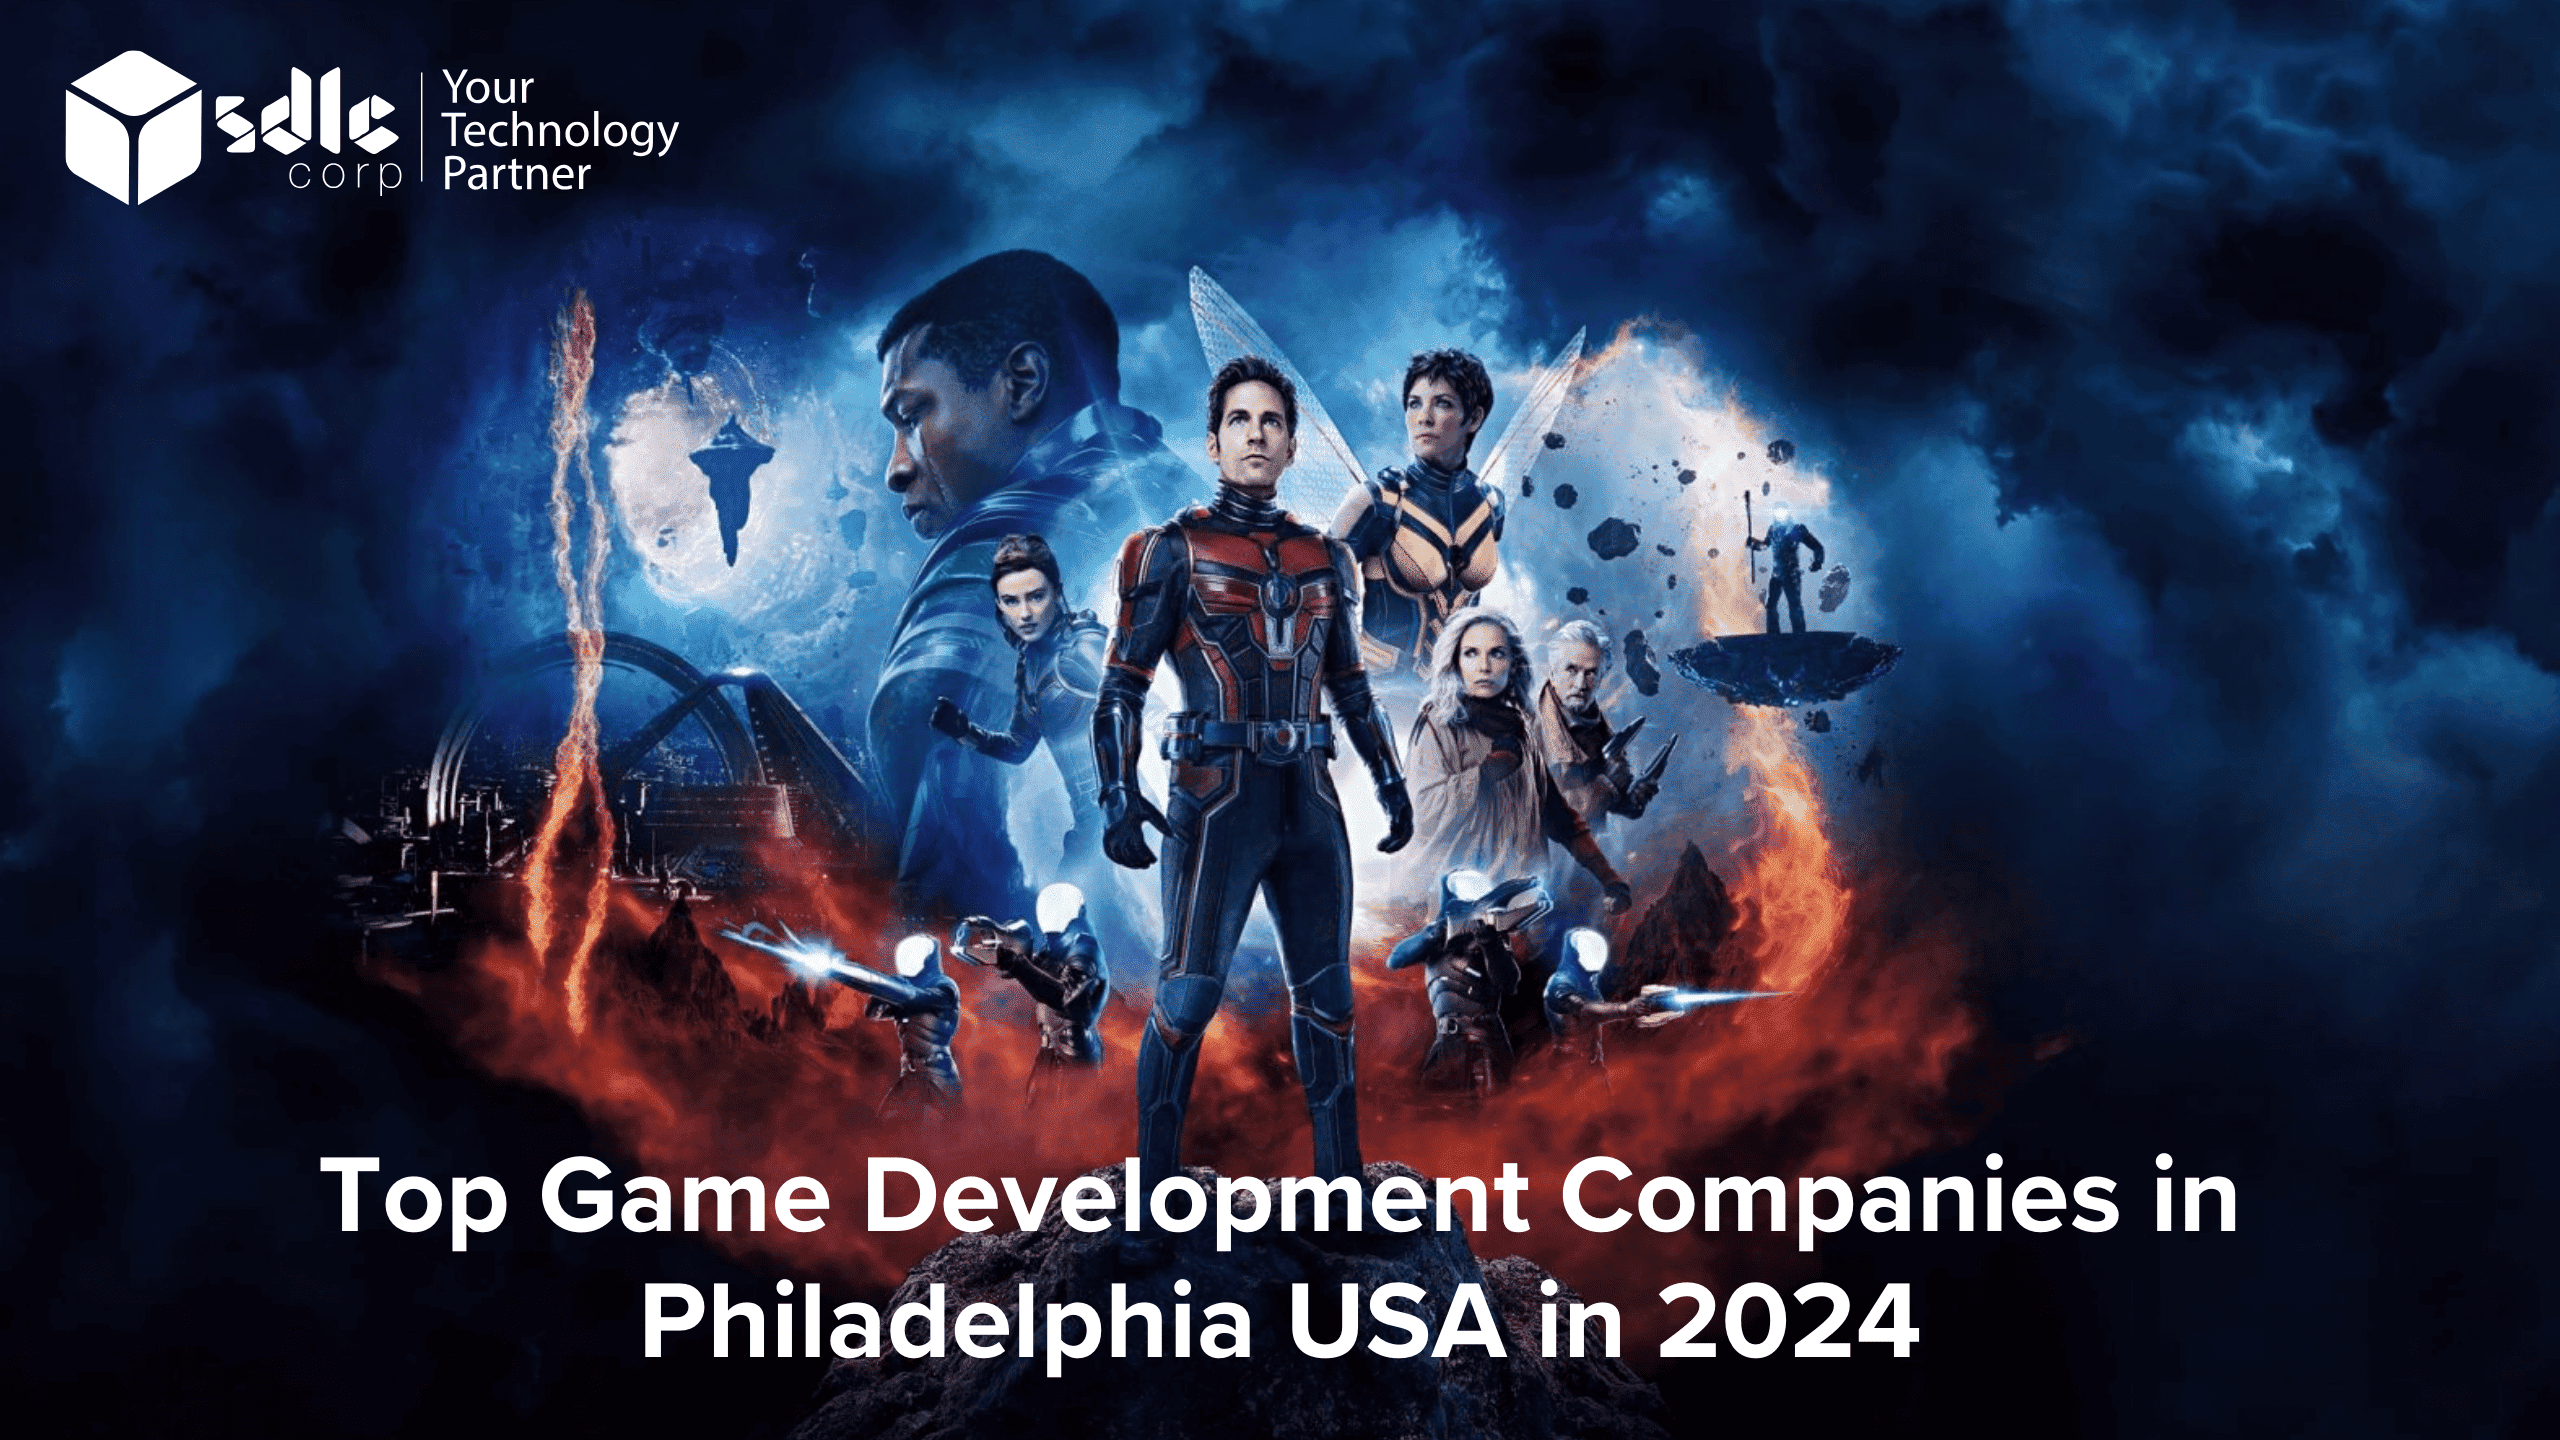 sdlc
corp
Your
Technology
Partner
Top Game Development Companies in
Philadelphia USA in 2024